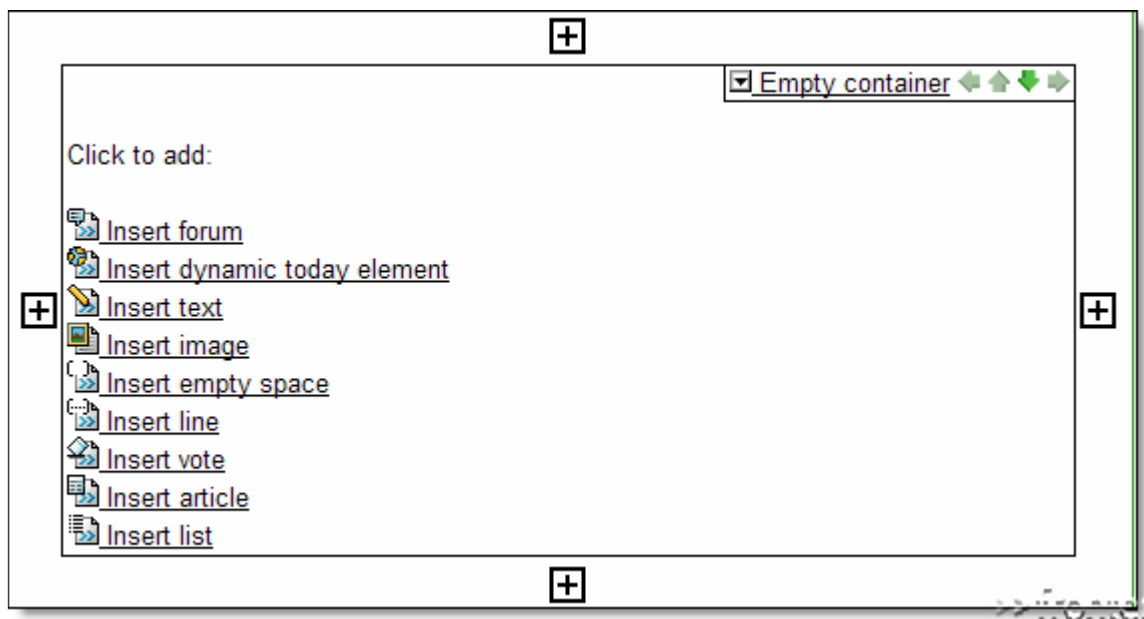 Empty container
Click to add:
Insert forum
Insert dynamic today element
Insert text
Insert image
Insert empty space
Insert line
Insert vote
Insert article
Insert list